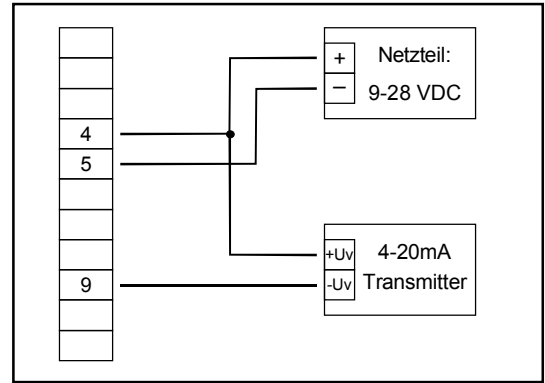 4
5
9
+
−
Netzteil:
9-28 VDC
+Uv
-Uv
4-20mA
Transmitter